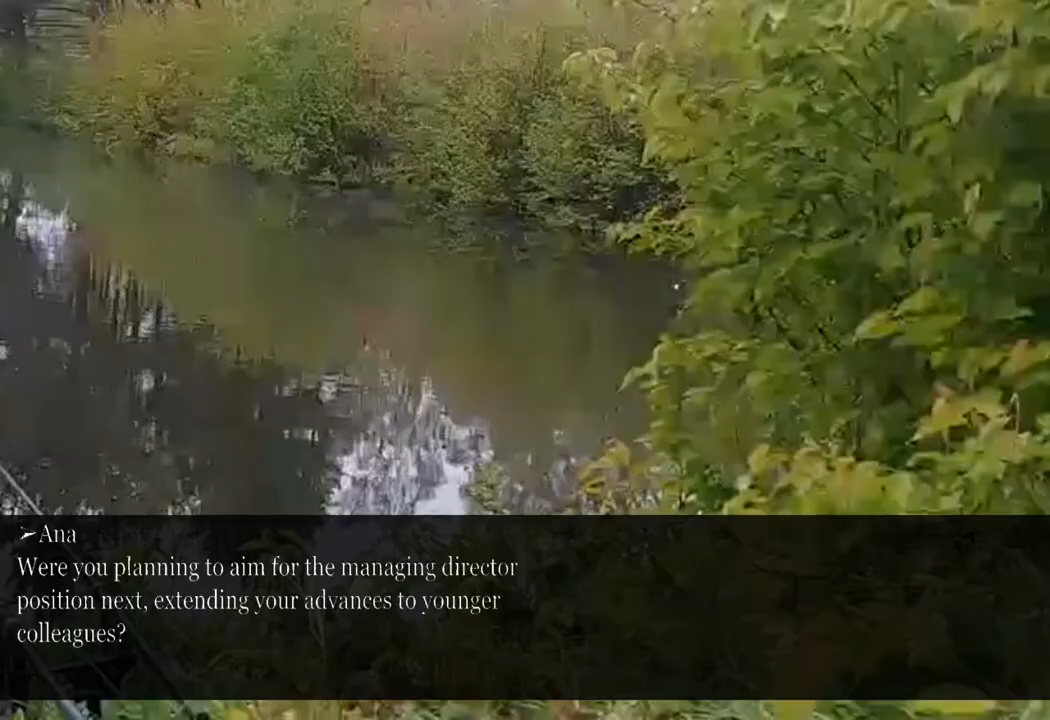 ➣Ana
Were you planning to aim for the managing director
position next, extending your advances to younger
colleagues?